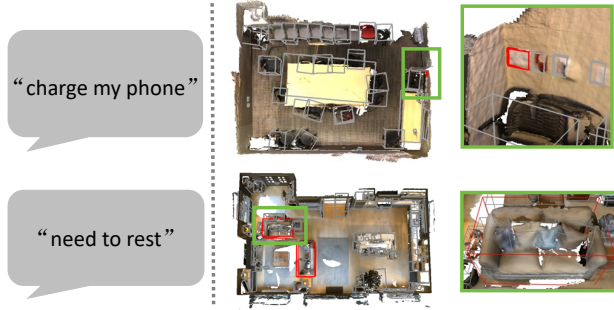 “charge my phone”
“need to rest”